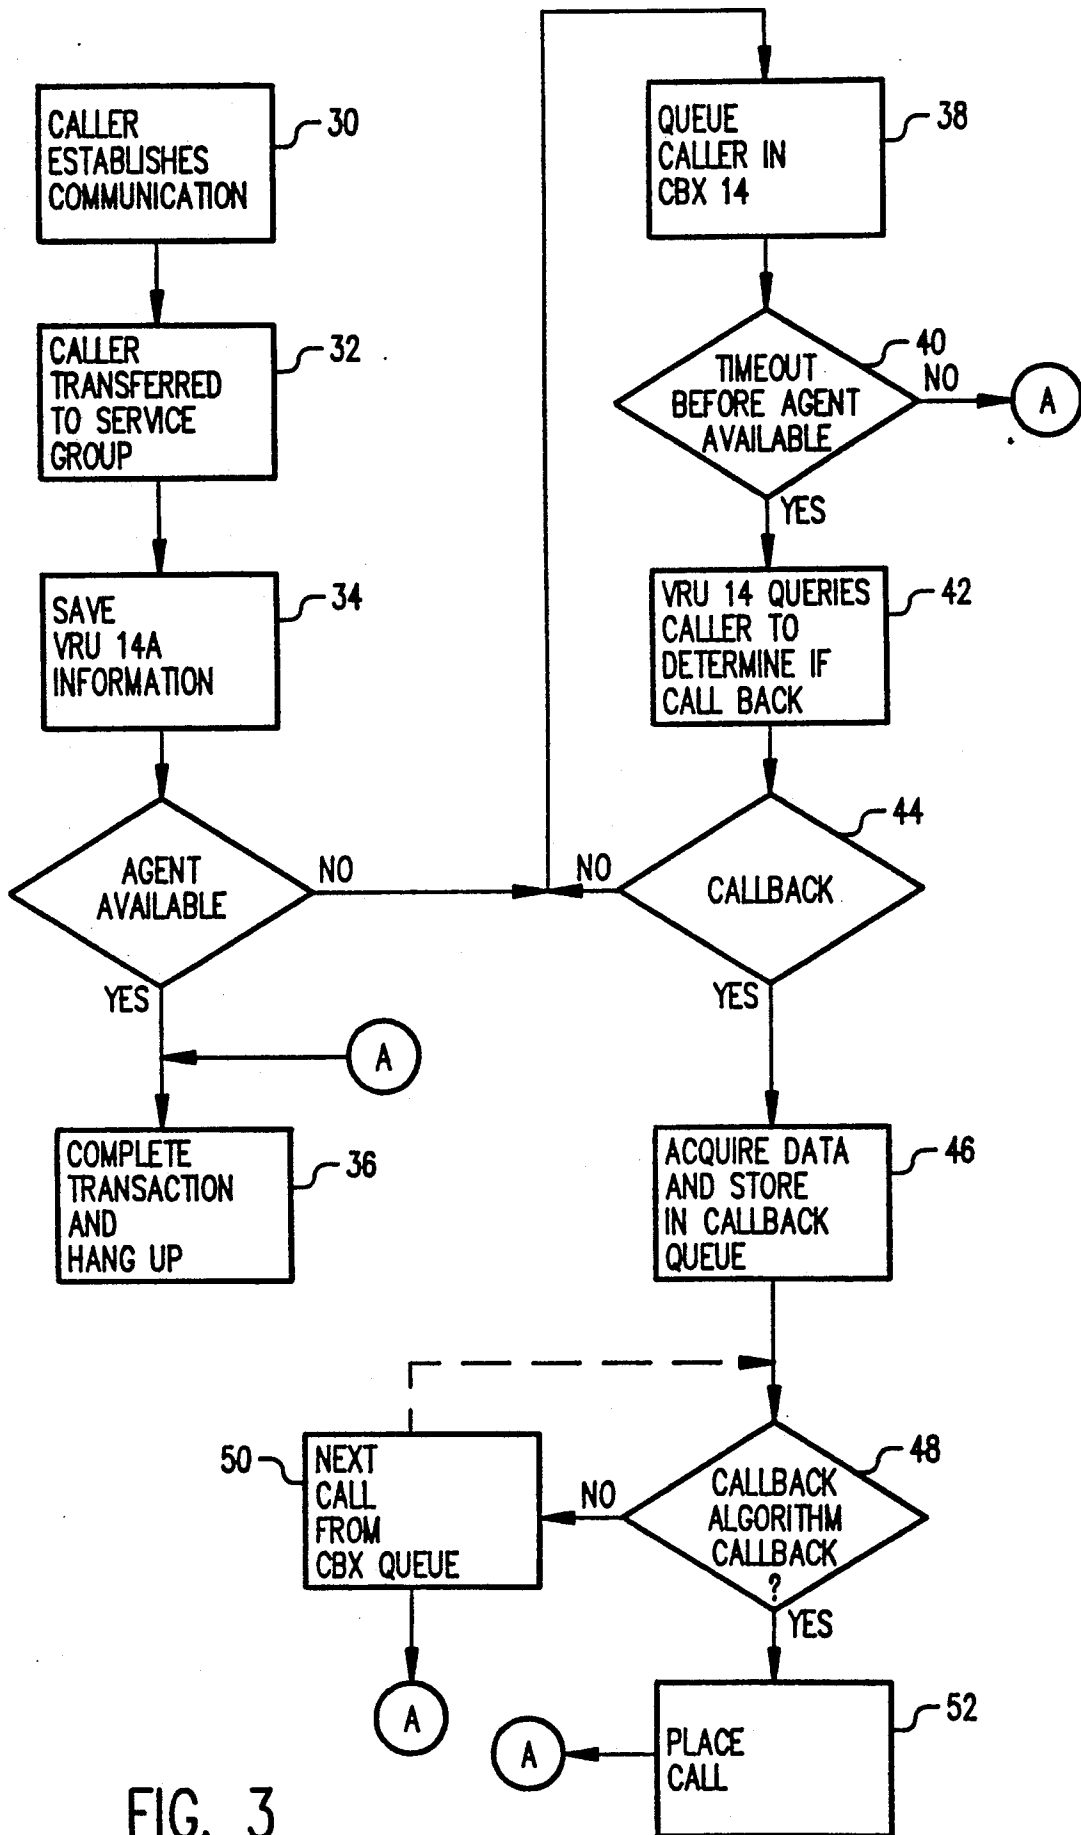 CALLER
ESTABLISHES
COMMUNICATION
30
CALLER
TRANSFERRED
TO SERVICE
GROUP
32
SAVE
VRU 14A
INFORMATION
34
AGENT
AVAILABLE
NO
YES
A
COMPLETE
TRANSACTION
AND
HANG UP
36
QUEUE
CALLER IN
CBX 14
38
TIMEOUT
BEFORE AGENT
AVAILABLE
40
NO
A
YES
VRU 14 QUERIES
CALLER TO
DETERMINE IF
CALL BACK
42
CALLBACK
44
NO
YES
ACQUIRE DATA
AND STORE
IN CALLBACK
QUEUE
46
CALLBACK
ALGORITHM
CALLBACK
?
48
NO
YES
50
NEXT
CALL
FROM
CBX QUEUE
A
PLACE
CALL
52
A
FIG. 3